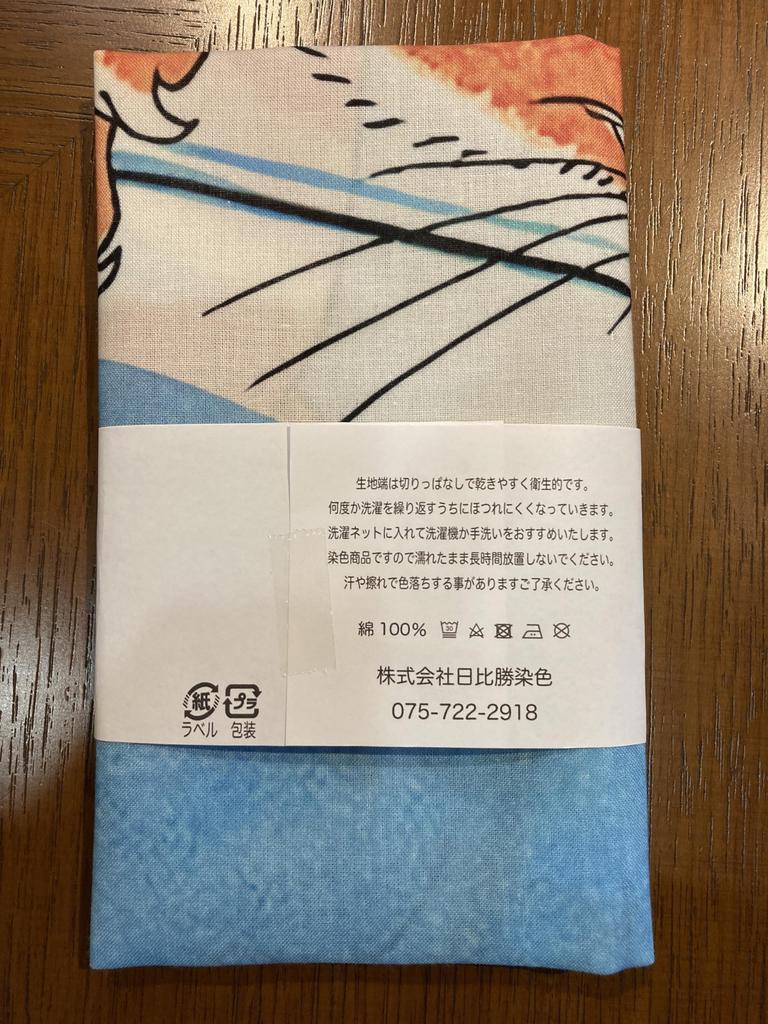 生地端は切りっぱなしで乾きやすく衛生的です。
何度か洗濯を繰り返すうちにほつれにくくなっていきます。
洗濯ネットに入れて洗濯機か手洗いをおすすめいたします。
染色商品ですので濡れたまま長時間放置しないでください。
汗や擦れで色落ちする事がありますご了承ください。
綿 100% 30
株式会社日比勝染色
075-722-2918
紙 プラ
ラベル 包装